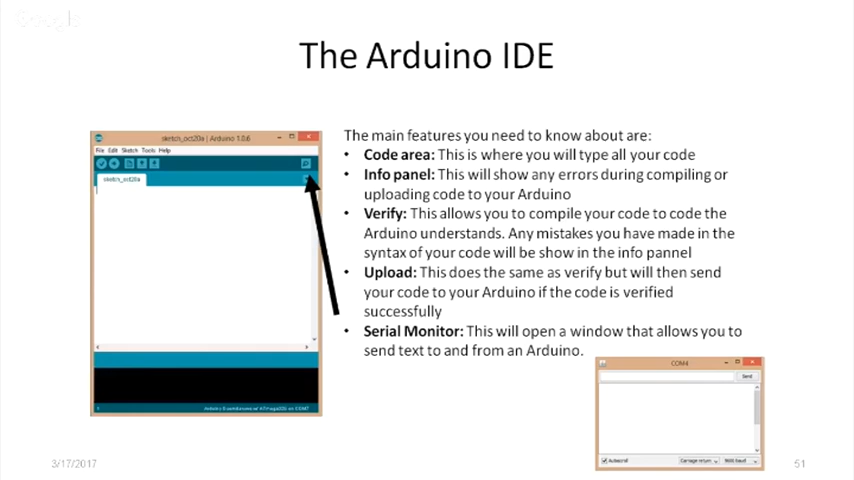 The Arduino IDE
sketch_oct20a | Arduino 1.0.6
File Edit Sketch Tools Help
sketch_oct20a
The main features you need to know about are:
• Code area: This is where you will type all your code
• Info panel: This will show any errors during compiling or
uploading code to your Arduino
• Verify: This allows you to compile your code to code the
Arduino understands. Any mistakes you have made in the
syntax of your code will be show in the info pannel
• Upload: This does the same as verify but will then send
your code to your Arduino if the code is verified
successfully
• Serial Monitor: This will open a window that allows you to
send text to and from an Arduino.
COM4
Send
Autoscroll
Carriage return
9600 baud
3/17/2017
51